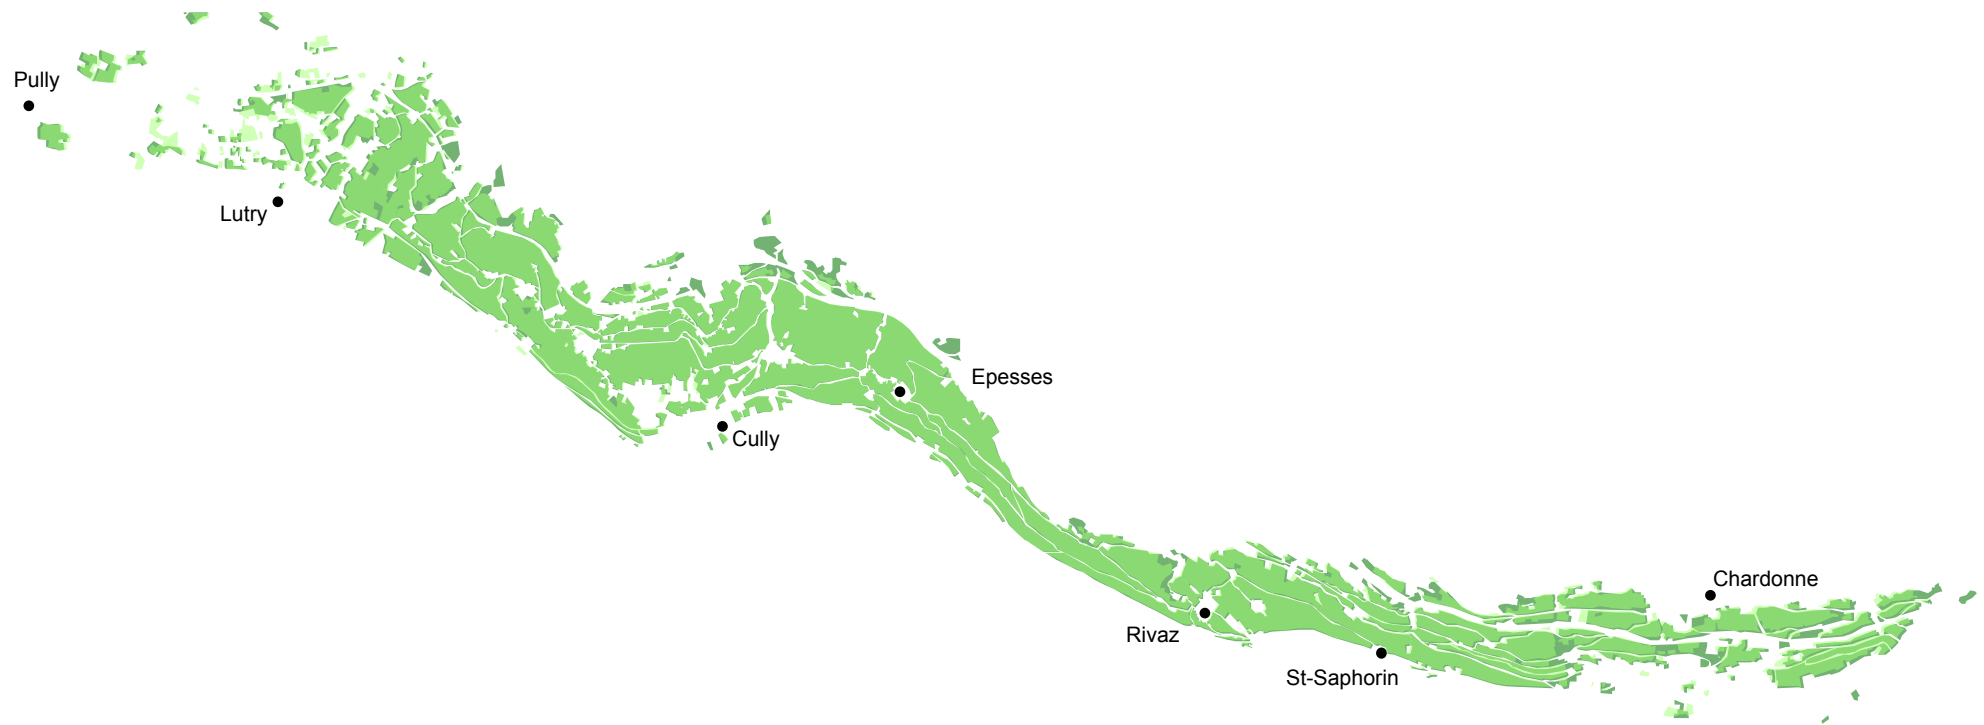 Pully
Lutry
Epesses
Cully
Chardonne
Rivaz
St-Saphorin